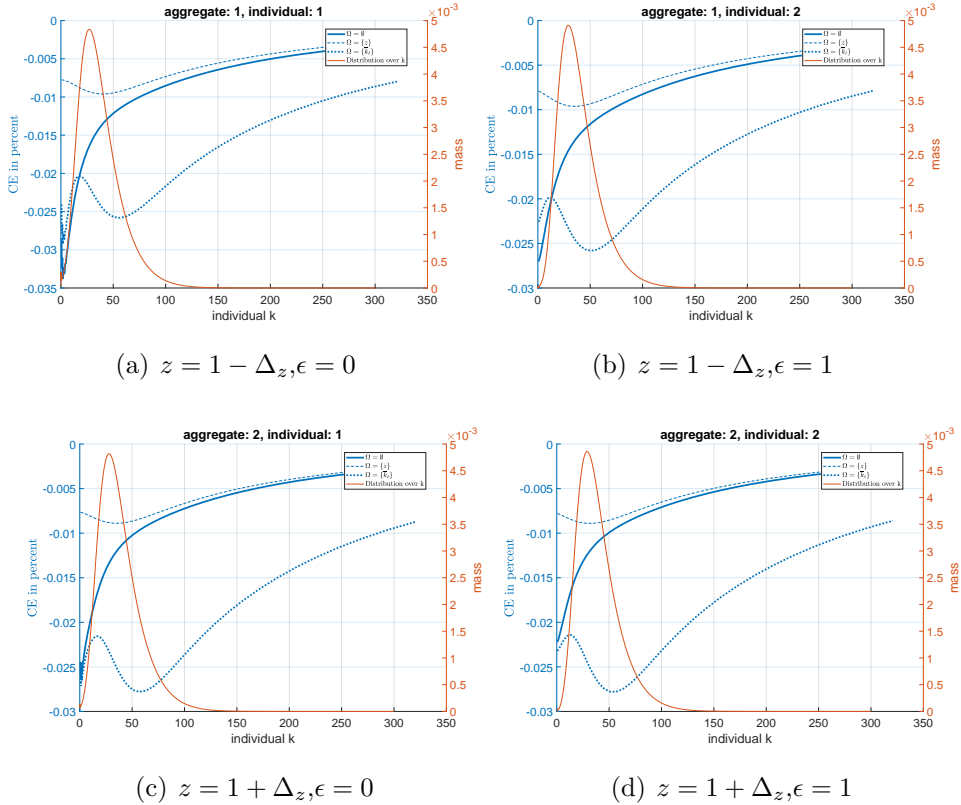 aggregate: 1, individual: 1
×10⁻³
0
-0.005
-0.01
-0.015
-0.02
-0.025
-0.03
-0.035
CE in percent
Ω = ∅
Ω = {z}
Ω = {k̅ₜ}
Distribution over k
5
4.5
4
3.5
3
2.5
2
1.5
1
0.5
0
mass
0 50 100 150 200 250 300 350
individual k
(a) z = 1 − Δ_z,ϵ = 0
aggregate: 1, individual: 2
×10⁻³
0
-0.005
-0.01
-0.015
-0.02
-0.025
-0.03
CE in percent
Ω = ∅
Ω = {z}
Ω = {k̅ₜ}
Distribution over k
5
4.5
4
3.5
3
2.5
2
1.5
1
0.5
0
mass
0 50 100 150 200 250 300 350
individual k
(b) z = 1 − Δ_z,ϵ = 1
aggregate: 2, individual: 1
×10⁻³
0
-0.005
-0.01
-0.015
-0.02
-0.025
-0.03
CE in percent
Ω = ∅
Ω = {z}
Ω = {k̅ₜ}
Distribution over k
5
4.5
4
3.5
3
2.5
2
1.5
1
0.5
0
mass
0 50 100 150 200 250 300 350
individual k
(c) z = 1 + Δ_z,ϵ = 0
aggregate: 2, individual: 2
×10⁻³
0
-0.005
-0.01
-0.015
-0.02
-0.025
-0.03
CE in percent
Ω = ∅
Ω = {z}
Ω = {k̅ₜ}
Distribution over k
5
4.5
4
3.5
3
2.5
2
1.5
1
0.5
0
mass
0 50 100 150 200 250 300 350
individual k
(d) z = 1 + Δ_z,ϵ = 1